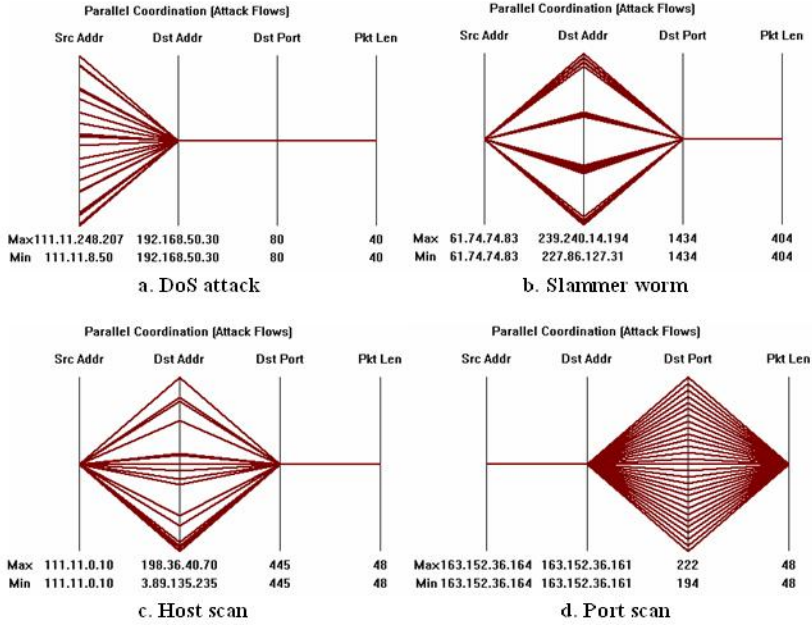 Parallel Coordination (Attack Flows)
Src Addr Dst Addr Dst Port Pkt Len
Max 111.11.248.207 192.168.50.30 80 40
Min 111.11.8.50 192.168.50.30 80 40
a. DoS attack
Parallel Coordination (Attack Flows)
Src Addr Dst Addr Dst Port Pkt Len
Max 61.74.74.83 239.240.14.194 1434 404
Min 61.74.74.83 227.86.127.31 1434 404
b. Slammer worm
Parallel Coordination (Attack Flows)
Src Addr Dst Addr Dst Port Pkt Len
Max 111.11.0.10 198.36.40.70 445 48
Min 111.11.0.10 3.89.135.235 445 48
c. Host scan
Parallel Coordination (Attack Flows)
Src Addr Dst Addr Dst Port Pkt Len
Max 163.152.36.164 163.152.36.161 222 48
Min 163.152.36.164 163.152.36.161 194 48
d. Port scan